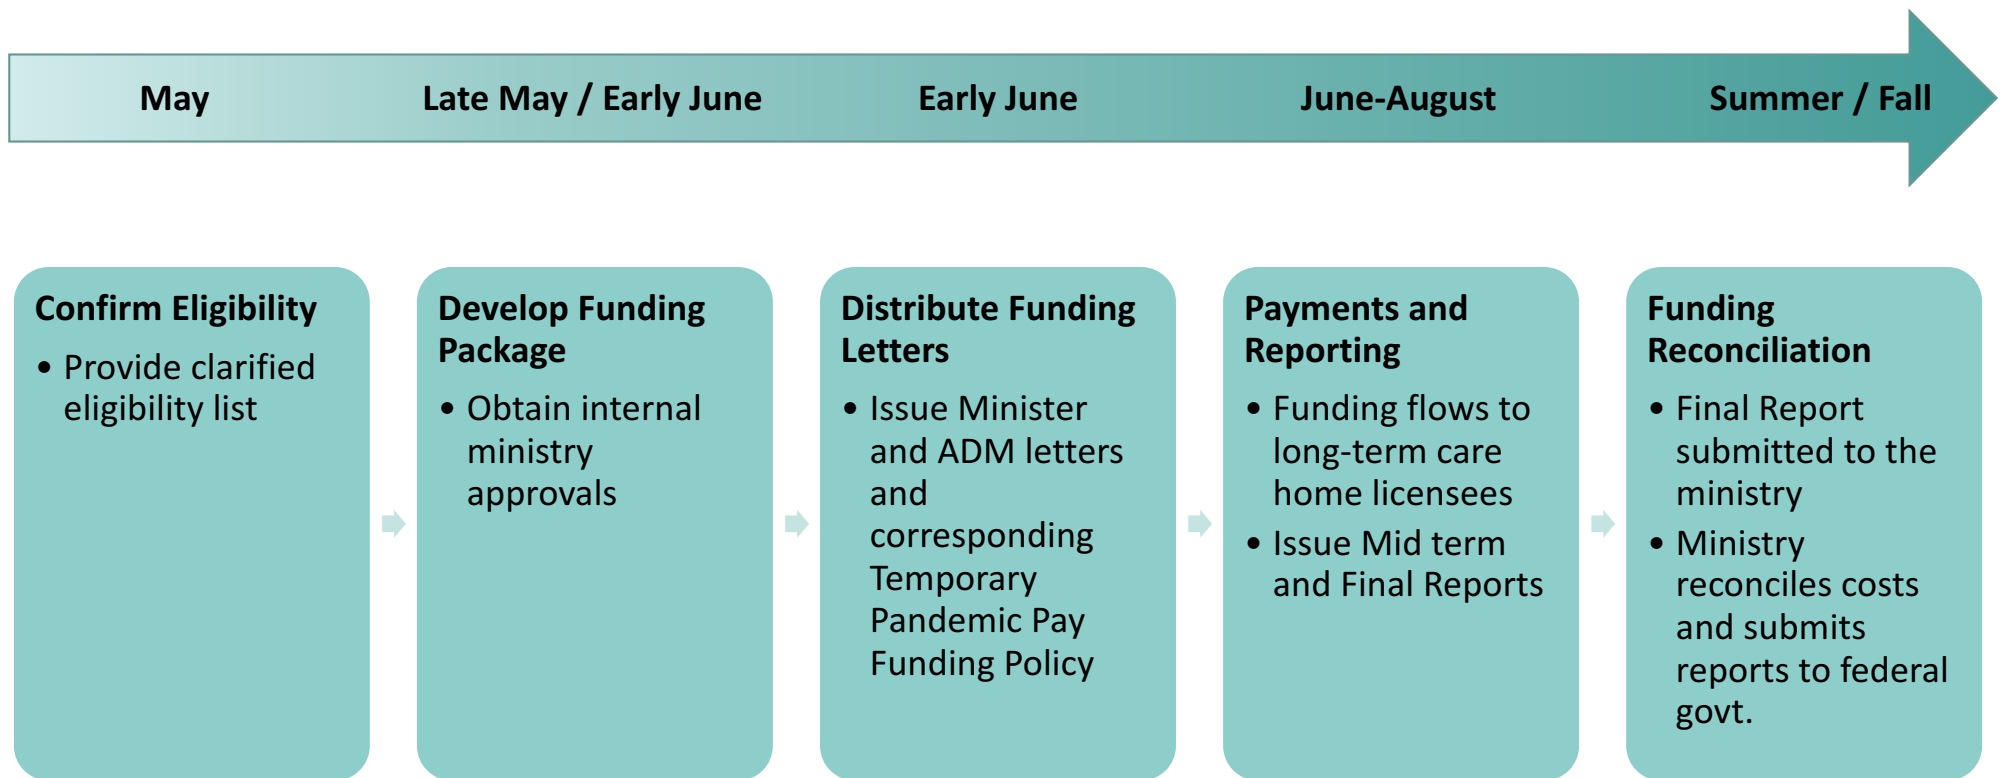 May
Late May / Early June
Early June
June-August
Summer / Fall
Confirm Eligibility
• Provide clarified
eligibility list
Develop Funding
Package
• Obtain internal
ministry
approvals
Distribute Funding
Letters
• Issue Minister
and ADM letters
and
corresponding
Temporary
Pandemic Pay
Funding Policy
Payments and
Reporting
• Funding flows to
long-term care
home licensees
• Issue Mid term
and Final Reports
Funding
Reconciliation
• Final Report
submitted to the
ministry
• Ministry
reconciles costs
and submits
reports to federal
govt.